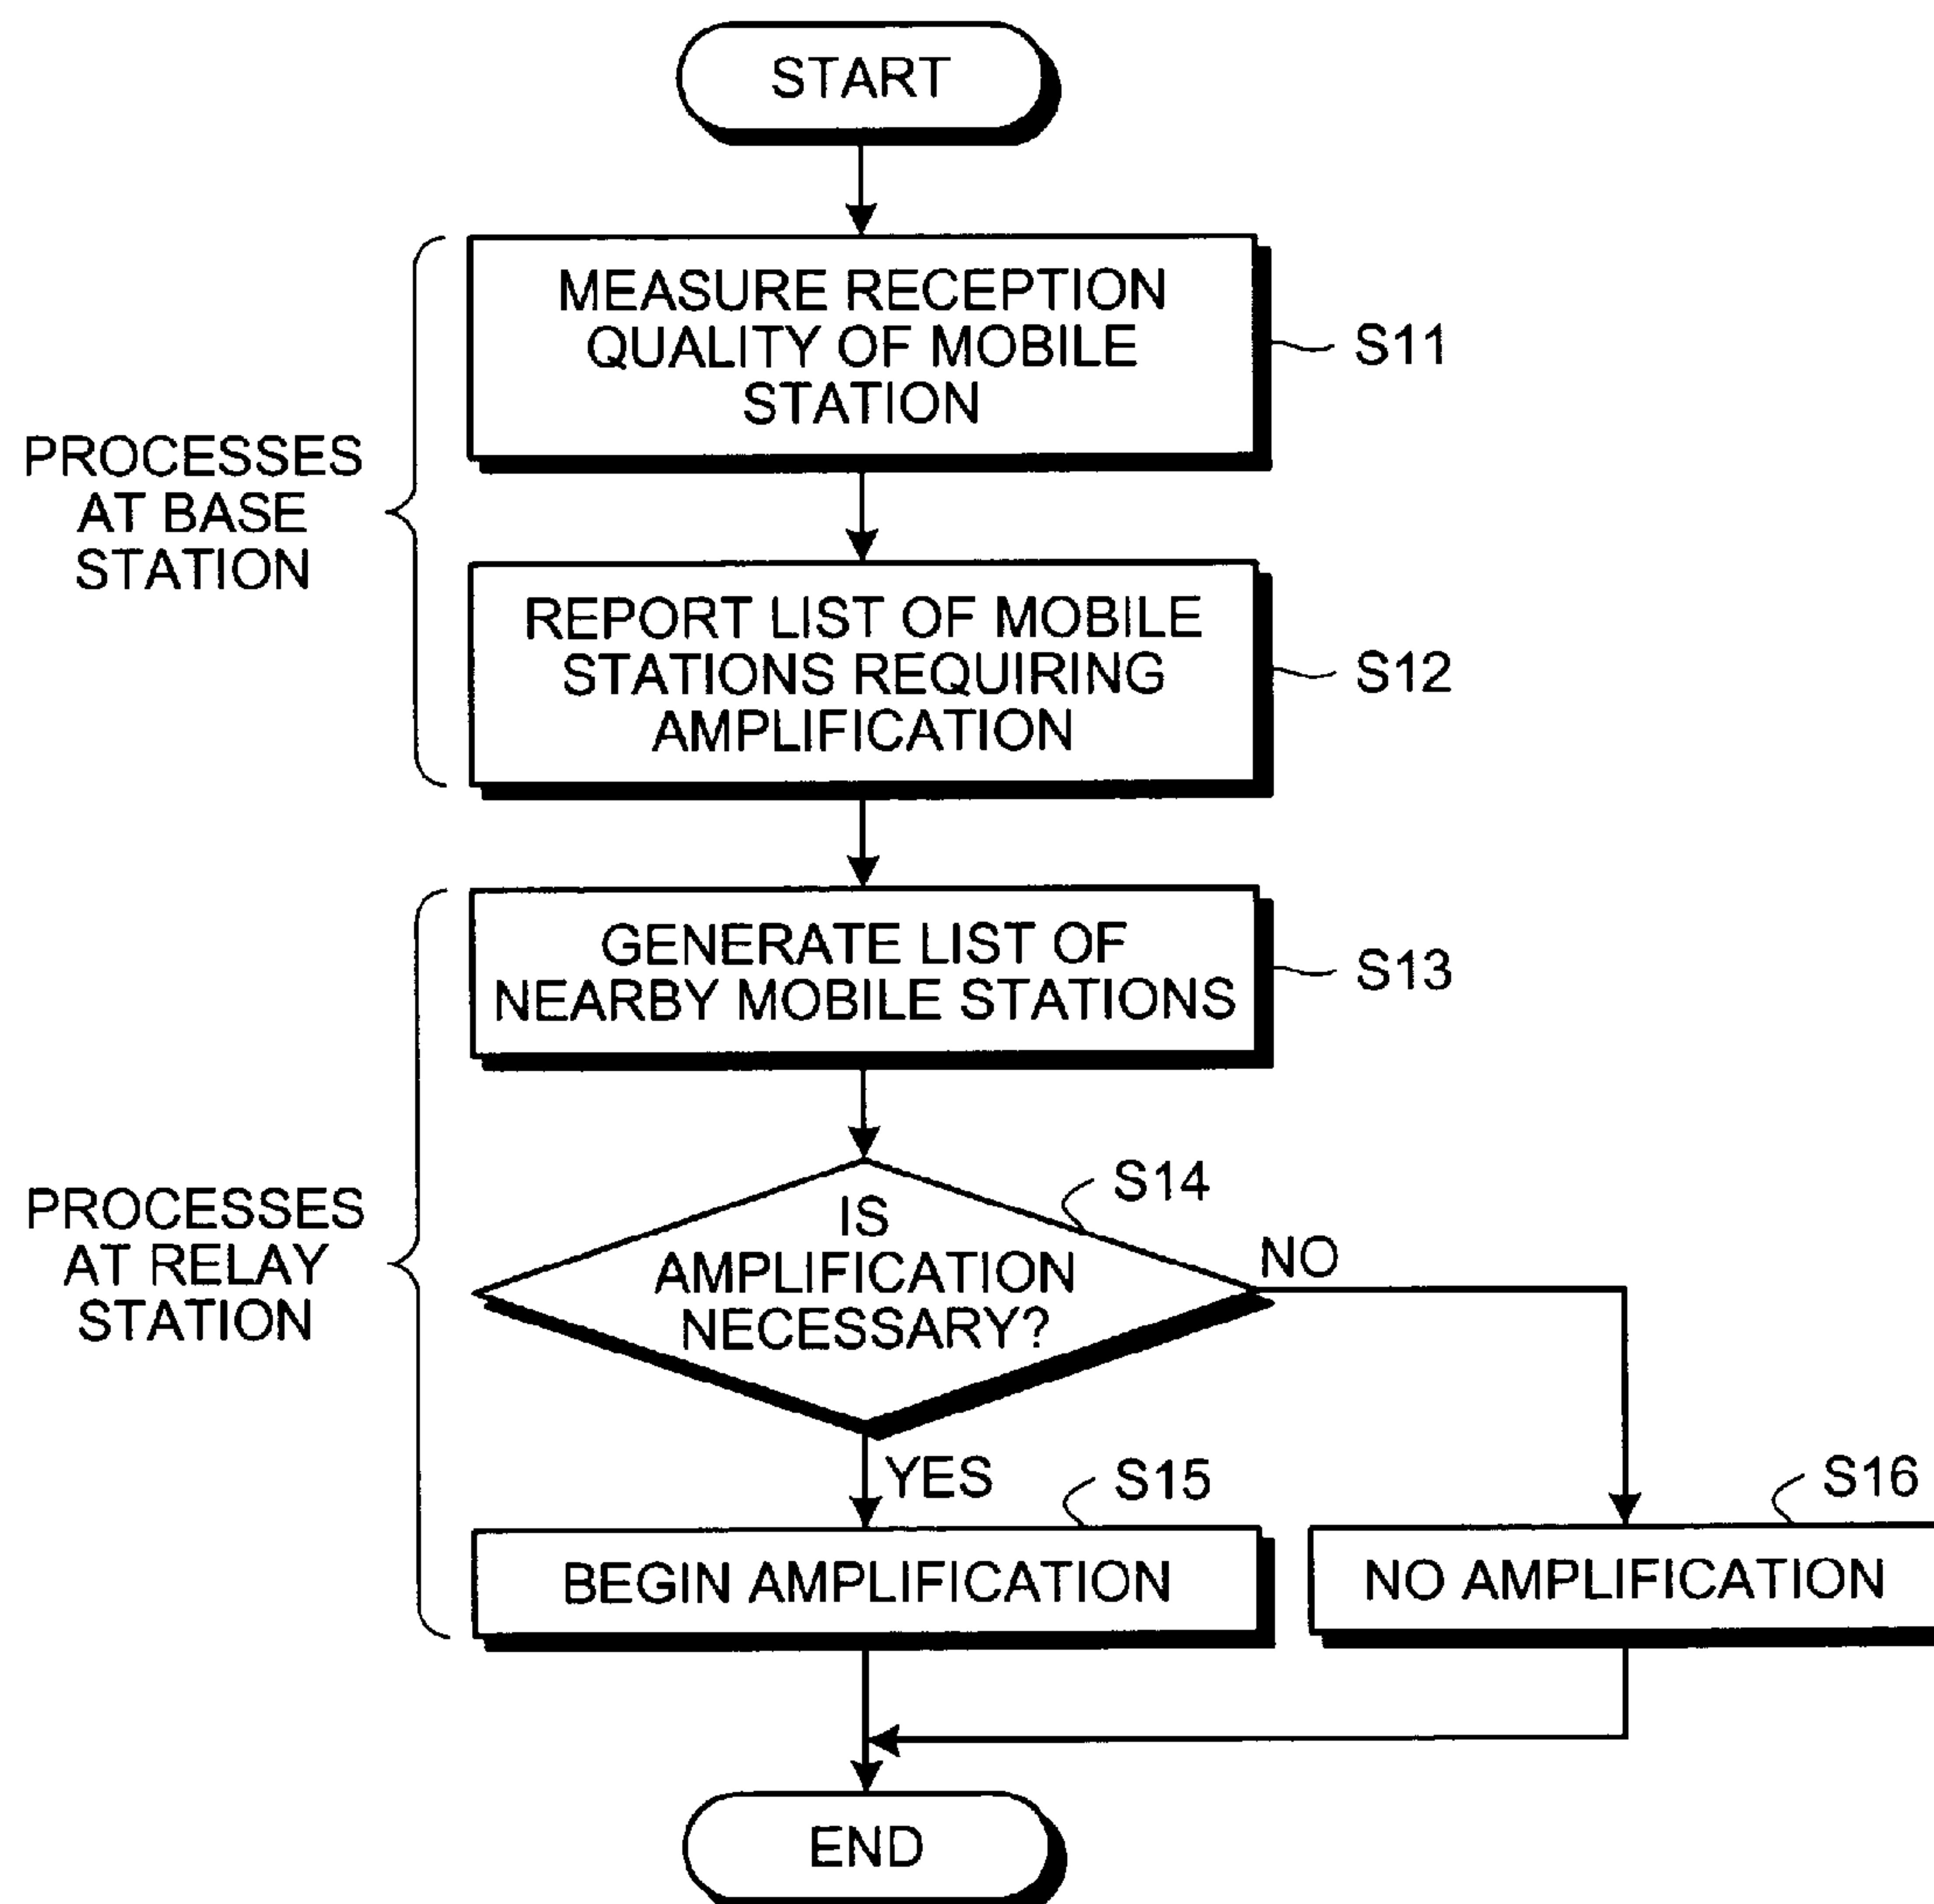 START
MEASURE RECEPTION
QUALITY OF MOBILE
STATION
S11
PROCESSES
AT BASE
STATION
REPORT LIST OF MOBILE
STATIONS REQUIRING
AMPLIFICATION
S12
GENERATE LIST OF
NEARBY MOBILE STATIONS
S13
PROCESSES
AT RELAY
STATION
IS
AMPLIFICATION
NECESSARY?
S14
NO
YES
S15
BEGIN AMPLIFICATION
S16
NO AMPLIFICATION
END